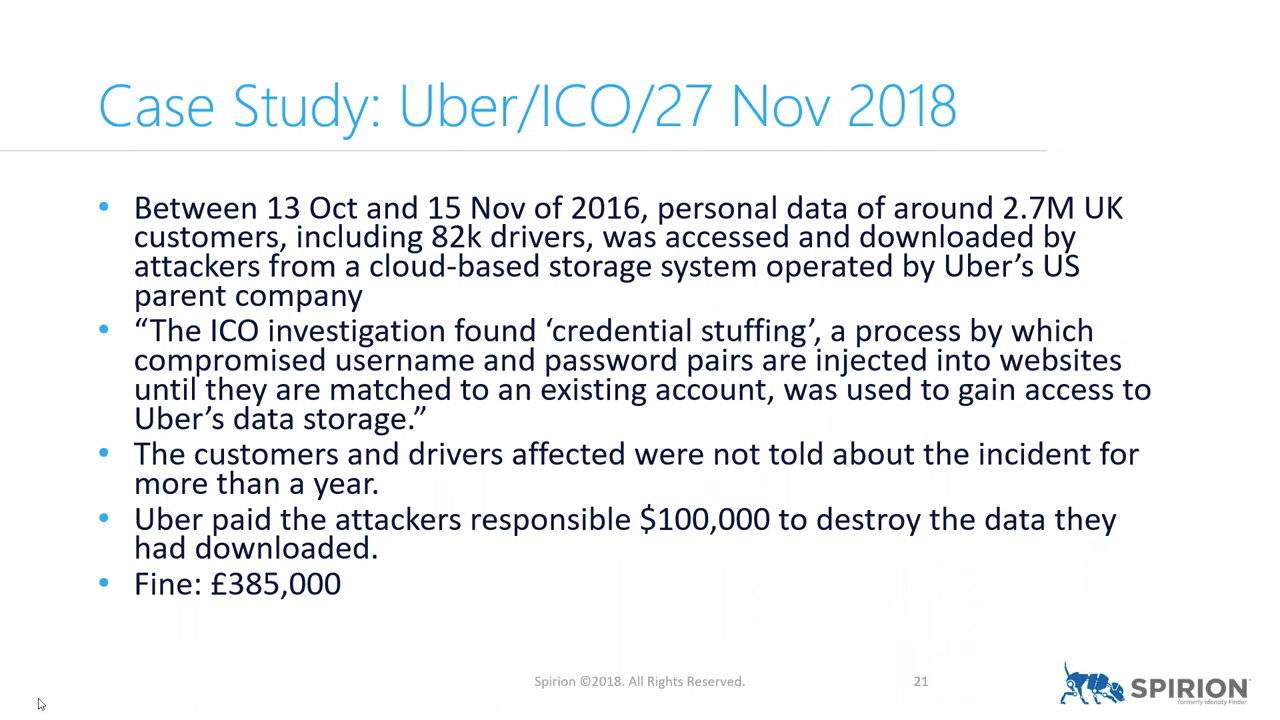 Case Study: Uber/ICO/27 Nov 2018
• Between 13 Oct and 15 Nov of 2016, personal data of around 2.7M UK
customers, including 82k drivers, was accessed and downloaded by
attackers from a cloud-based storage system operated by Uber’s US
parent company
• “The ICO investigation found ‘credential stuffing’, a process by which
compromised username and password pairs are injected into websites
until they are matched to an existing account, was used to gain access to
Uber’s data storage.”
• The customers and drivers affected were not told about the incident for
more than a year.
• Uber paid the attackers responsible $100,000 to destroy the data they
had downloaded.
• Fine: £385,000
Spirion ©2018. All Rights Reserved.
21
SPIRION
formerly Identity Finder